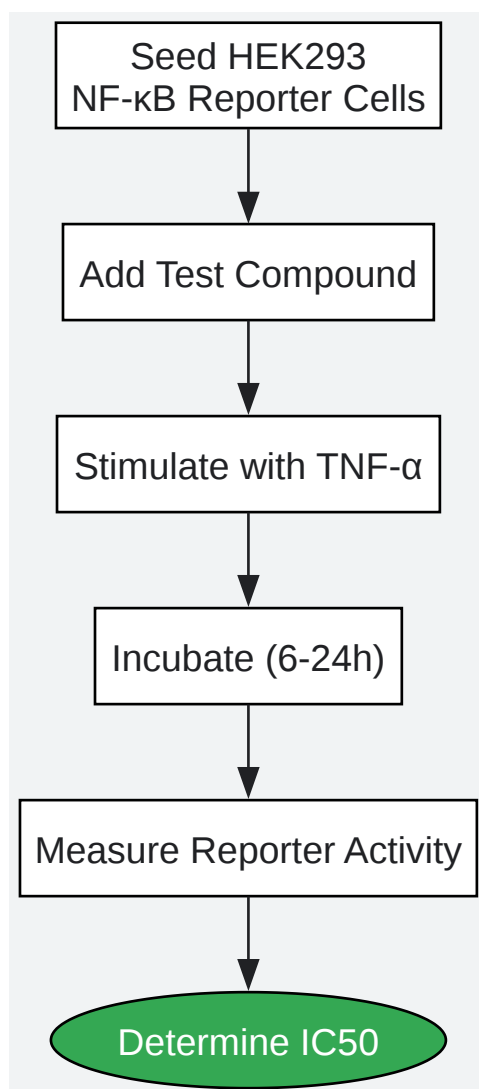 Seed HEK293
NF-κB Reporter Cells
Add Test Compound
Stimulate with TNF-α
Incubate (6-24h)
Measure Reporter Activity
Determine IC50